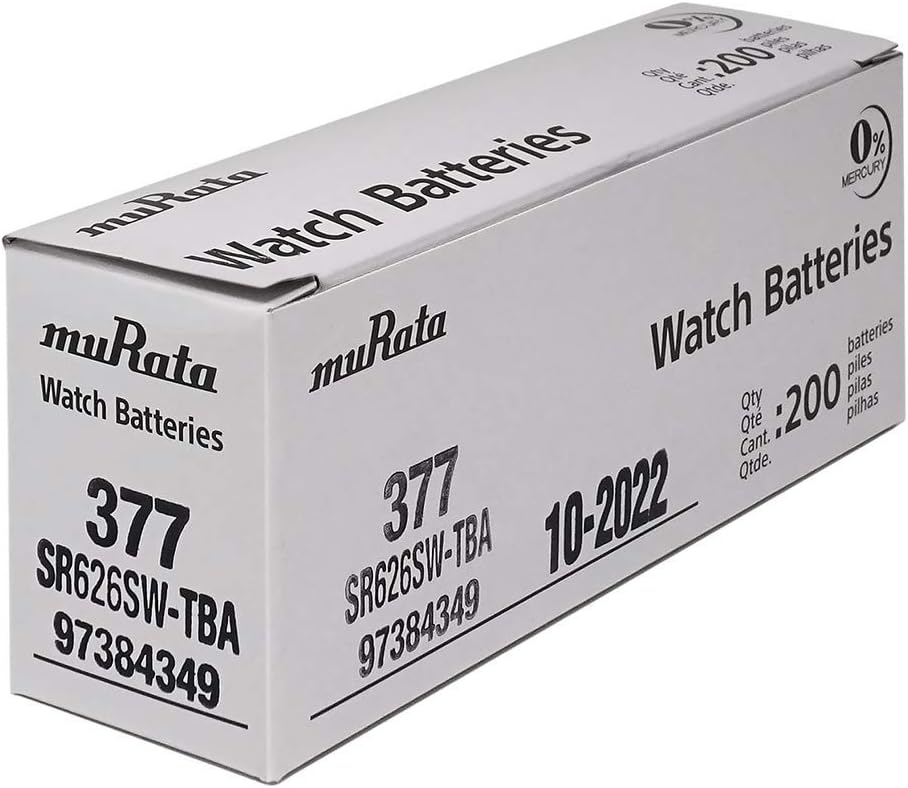 muRata
Watch Batteries
Qty
Qté
Cant.
Qtde.
:200
batteries
piles
pilas
pilhas
0%
MERCURY
muRata
Watch Batteries
377
SR626SW-TBA
97384349
muRata
377
SR626SW-TBA
97384349
10-2022
Watch Batteries
Qty
Qté
Cant.
Qtde.
:200
batteries
piles
pilas
pilhas
0%
MERCURY